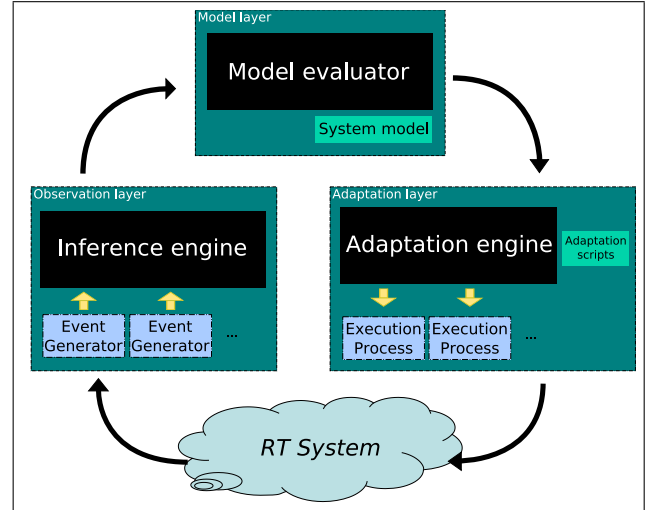 Model layer
Model evaluator
System model
Observation layer
Inference engine
Event
Generator
Event
Generator
...
Adaptation layer
Adaptation engine
Adaptation
scripts
Execution
Process
Execution
Process
...
RT System